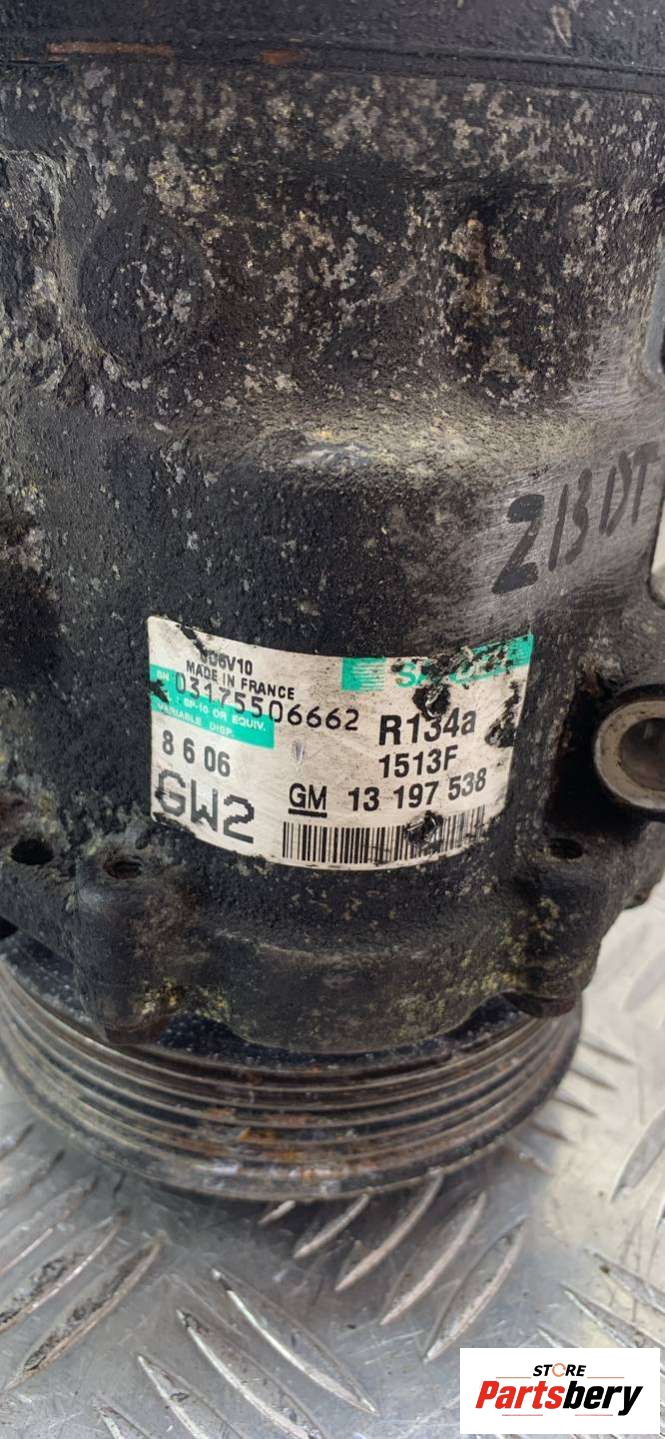 Z13DT
MADE IN FRANCE
SN 03175506662
SP-10 OR EQUIV.
VARIABLE DISP.
R134a
8 6 06
1513F
GW2
GM 13 197 538
STORE
Partsbery